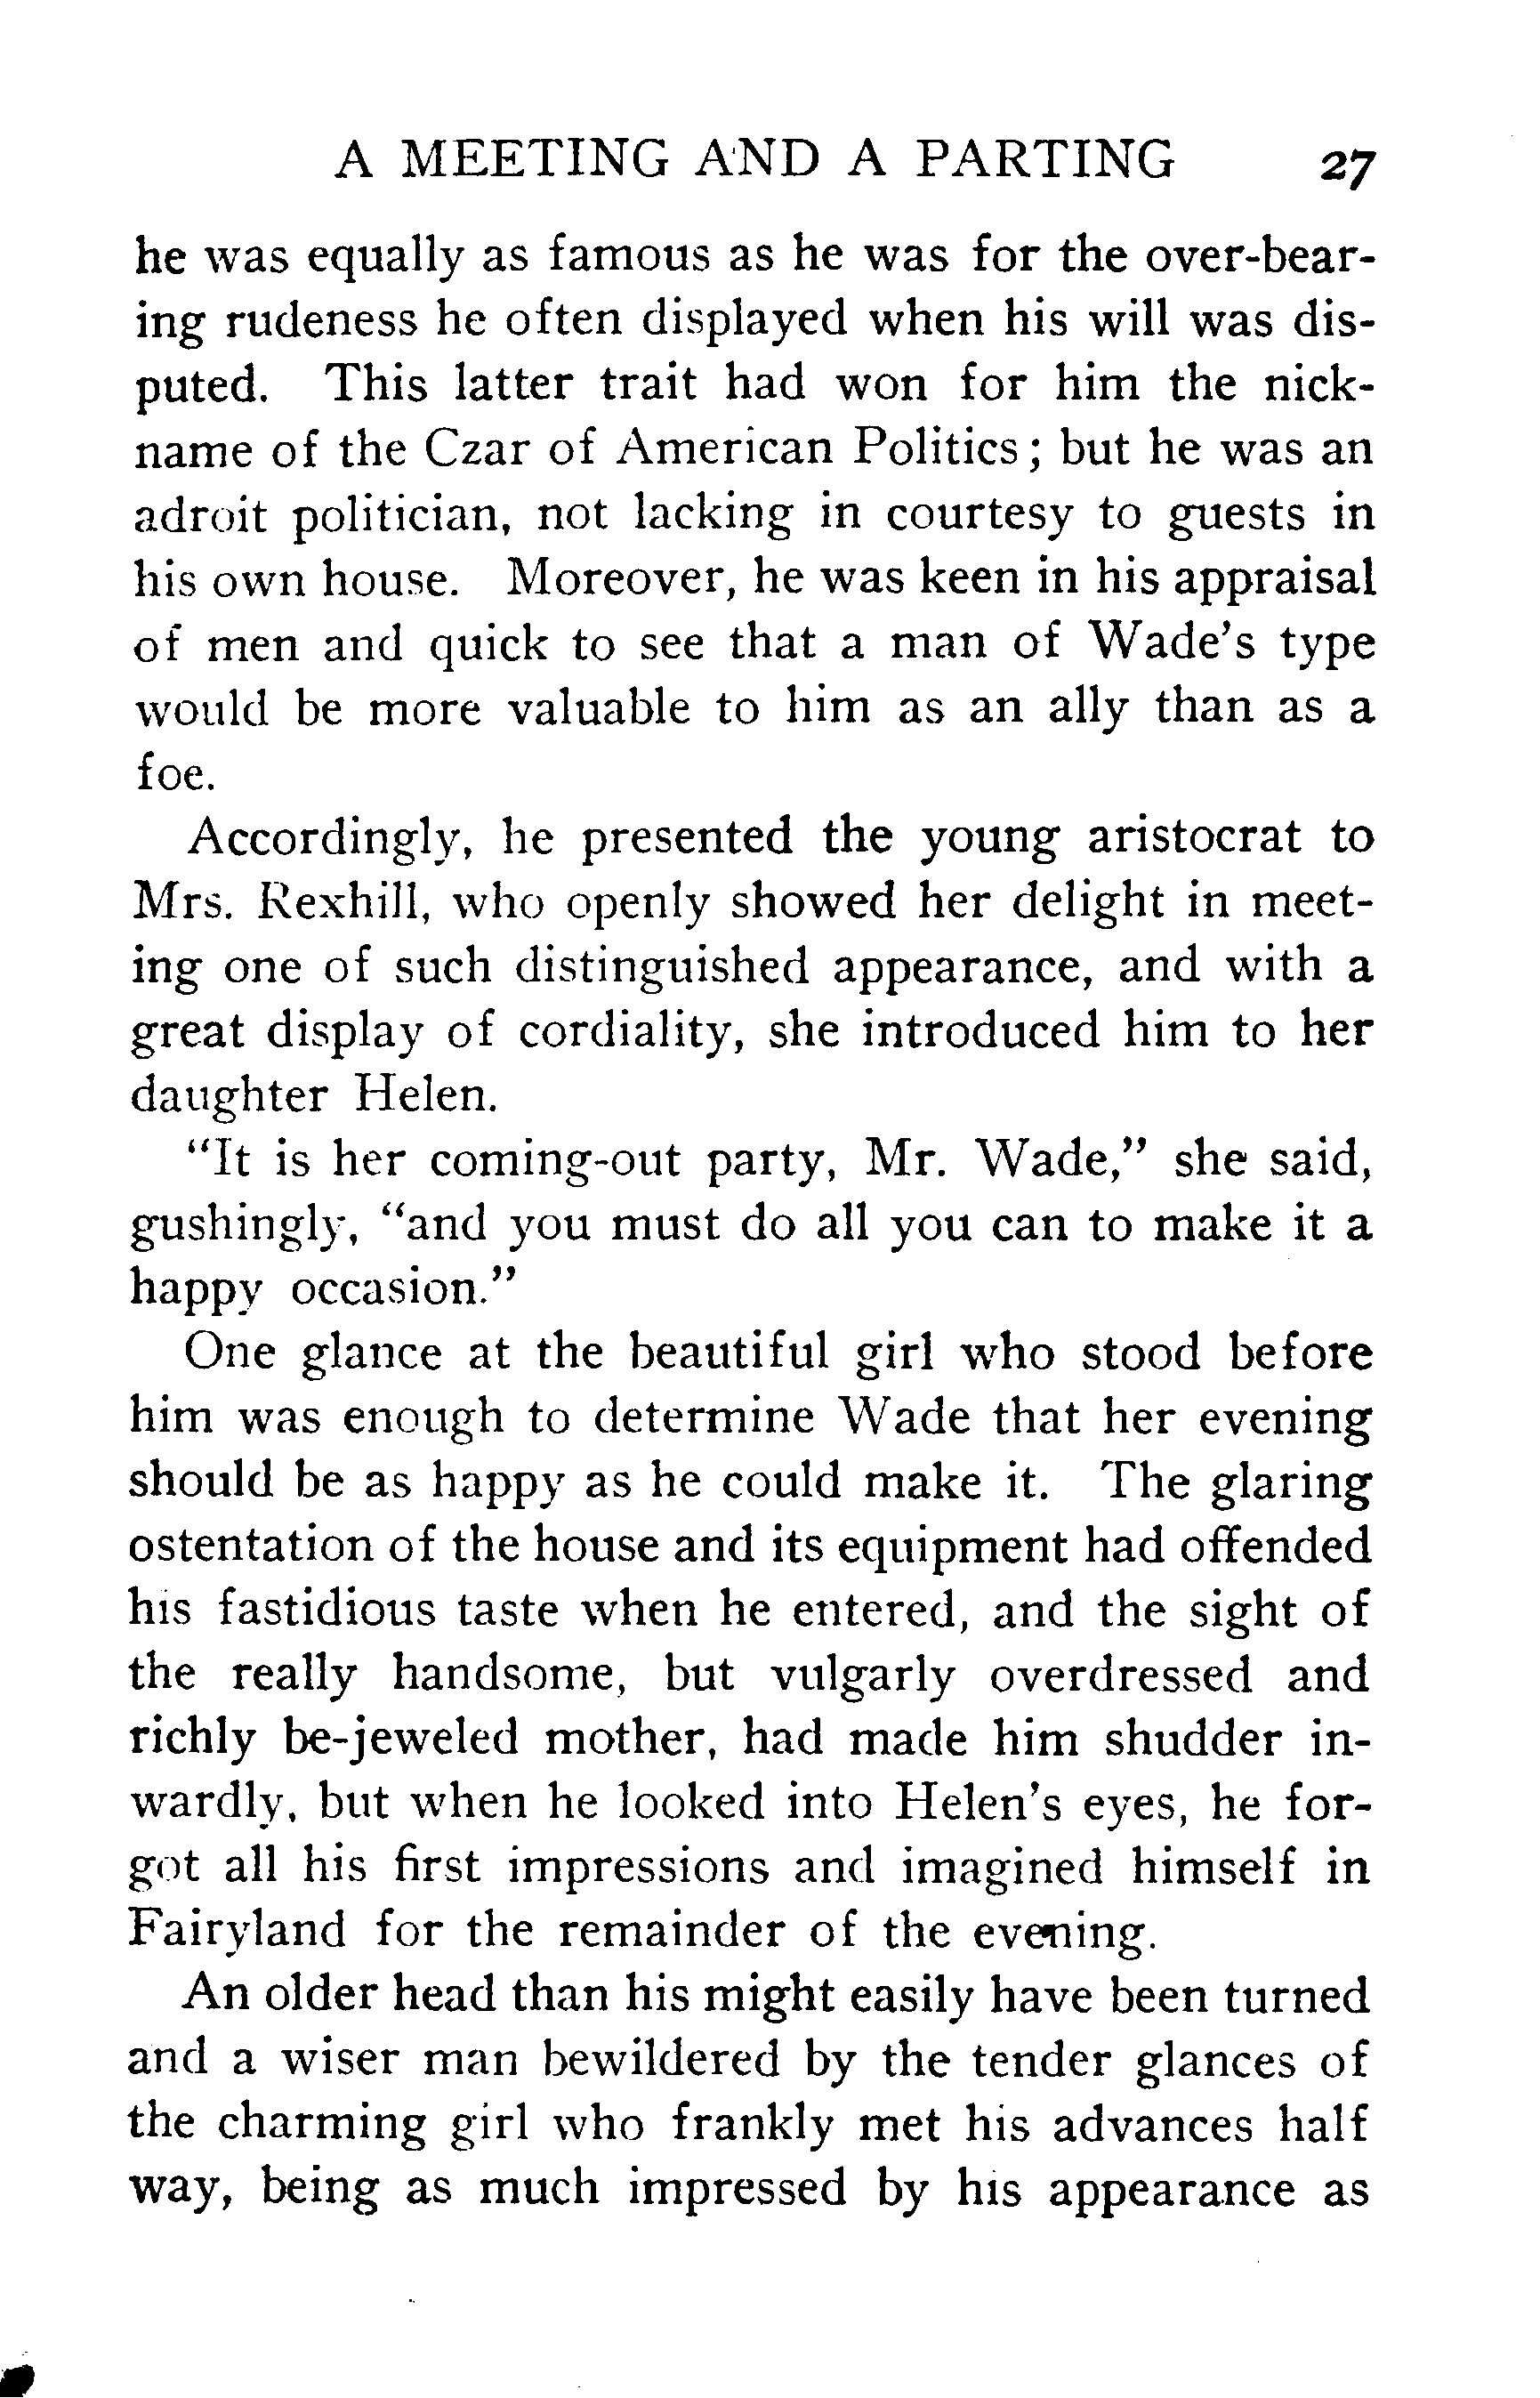 A MEETING AND A PARTING 27
he was equally as famous as he was for the over-bear-
ing rudeness he often displayed when his will was dis-
puted. This latter trait had won for him the nick-
name of the Czar of American Politics; but he was an
adroit politician, not lacking in courtesy to guests in
his own house. Moreover, he was keen in his appraisal
of men and quick to see that a man of Wade's type
would be more valuable to him as an ally than as a
foe.
Accordingly, he presented the young aristocrat to
Mrs. Rexhill, who openly showed her delight in meet-
ing one of such distinguished appearance, and with a
great display of cordiality, she introduced him to her
daughter Helen.
"It is her coming-out party, Mr. Wade," she said,
gushingly, "and you must do all you can to make it a
happy occasion."
One glance at the beautiful girl who stood before
him was enough to determine Wade that her evening
should be as happy as he could make it. The glaring
ostentation of the house and its equipment had offended
his fastidious taste when he entered, and the sight of
the really handsome, but vulgarly overdressed and
richly be-jeweled mother, had made him shudder in-
wardly, but when he looked into Helen's eyes, he for-
got all his first impressions and imagined himself in
Fairyland for the remainder of the evening.
An older head than his might easily have been turned
and a wiser man bewildered by the tender glances of
the charming girl who frankly met his advances half
way, being as much impressed by his appearance as